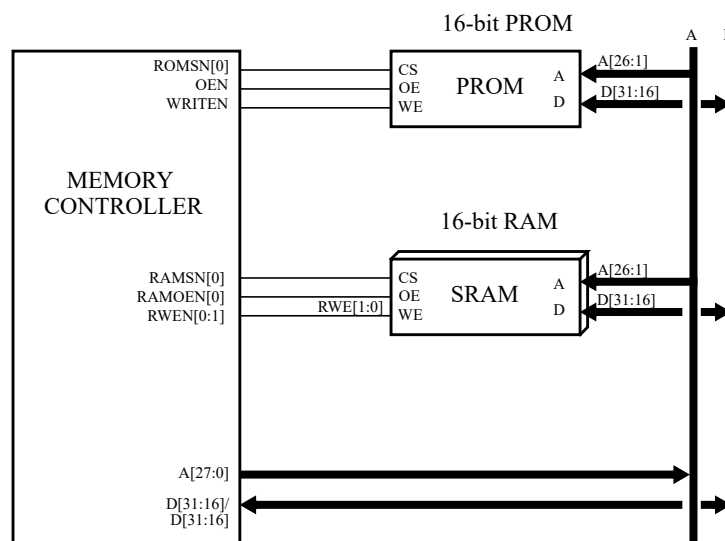 16-bit PROM
A
ROMSN[0]
OEN
WRITEN
CS
OE
WE
PROM
A
D
A[26:1]
D[31:16]
MEMORY
CONTROLLER
16-bit RAM
RAMSN[0]
RAMOEN[0]
RWEN[0:1]
RWE[1:0]
CS
OE
WE
SRAM
A
D
A[26:1]
D[31:16]
A[27:0]
D[31:16]/
D[31:16]